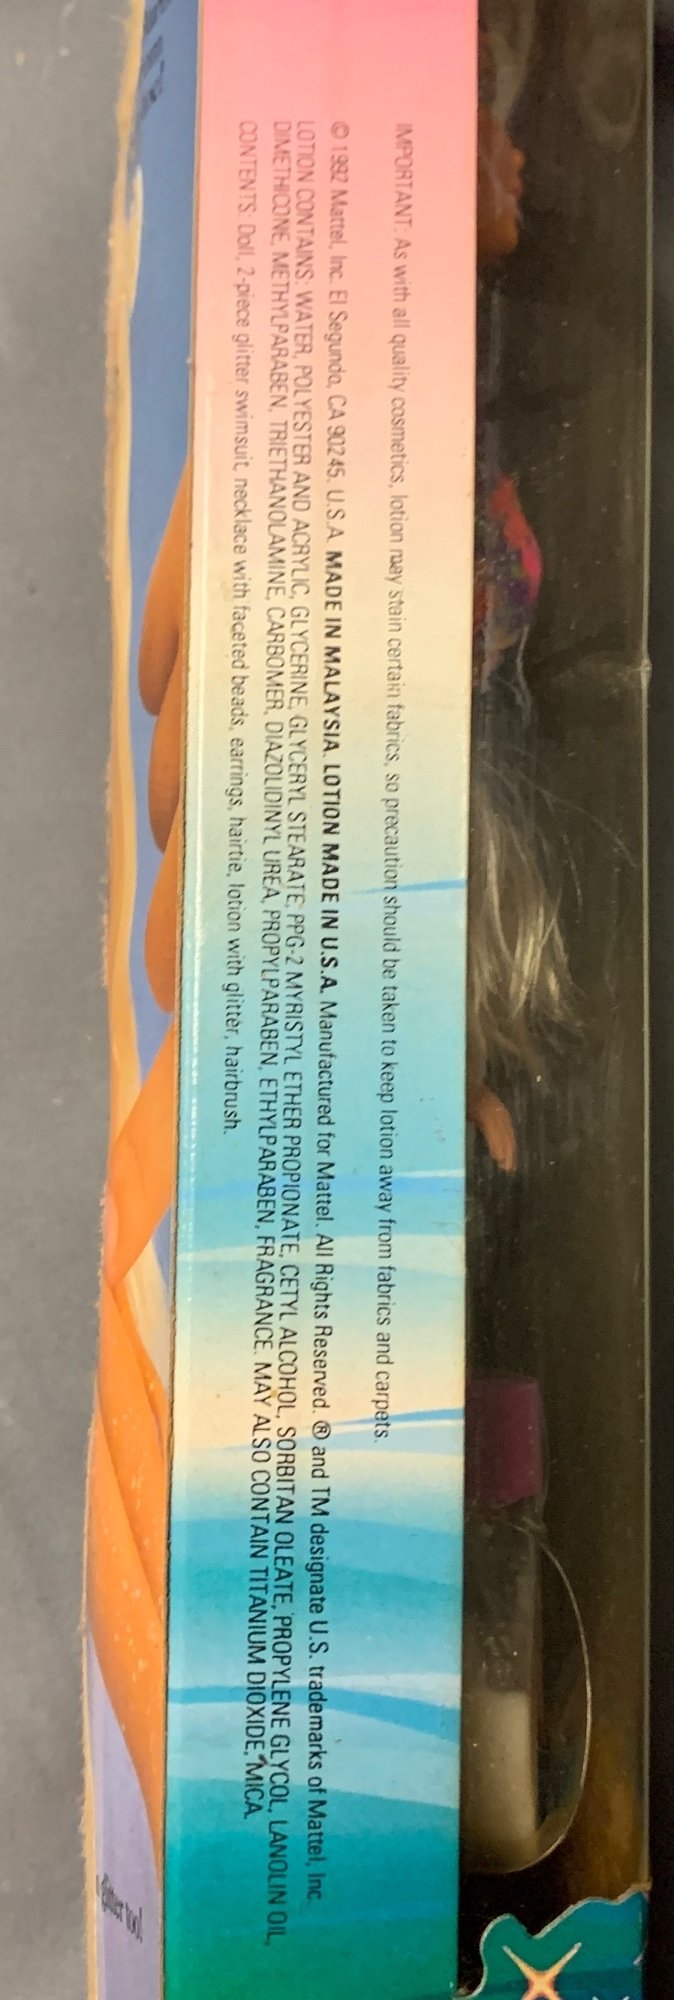 IMPORTANT: As with all quality cosmetics, lotion may stain certain fabrics, so precaution should be taken to keep lotion away from fabrics and carpets.
© 1992 Mattel, Inc. El Segundo, CA 90245. U.S.A. MADE IN MALAYSIA. LOTION MADE IN U.S.A. Manufactured for Mattel. All Rights Reserved. ® and TM designate U.S. trademarks of Mattel, Inc.
LOTION CONTAINS: WATER, POLYESTER AND ACRYLIC, GLYCERINE, GLYCERYL STEARATE, PPG-2 MYRISTYL ETHER PROPIONATE, CETYL ALCOHOL, SORBITAN OLEATE, PROPYLENE GLYCOL, LANOLIN OIL,
DIMETHICONE, METHYLPARABEN, TRIETHANOLAMINE, CARBOMER, DIAZOLIDINYL UREA, PROPYLPARABEN, ETHYLPARABEN, FRAGRANCE. MAY ALSO CONTAIN TITANIUM DIOXIDE, MICA.
CONTENTS: Doll, 2-piece glitter swimsuit, necklace with faceted beads, earrings, hairtie, lotion with glitter, hairbrush.
glitter too!